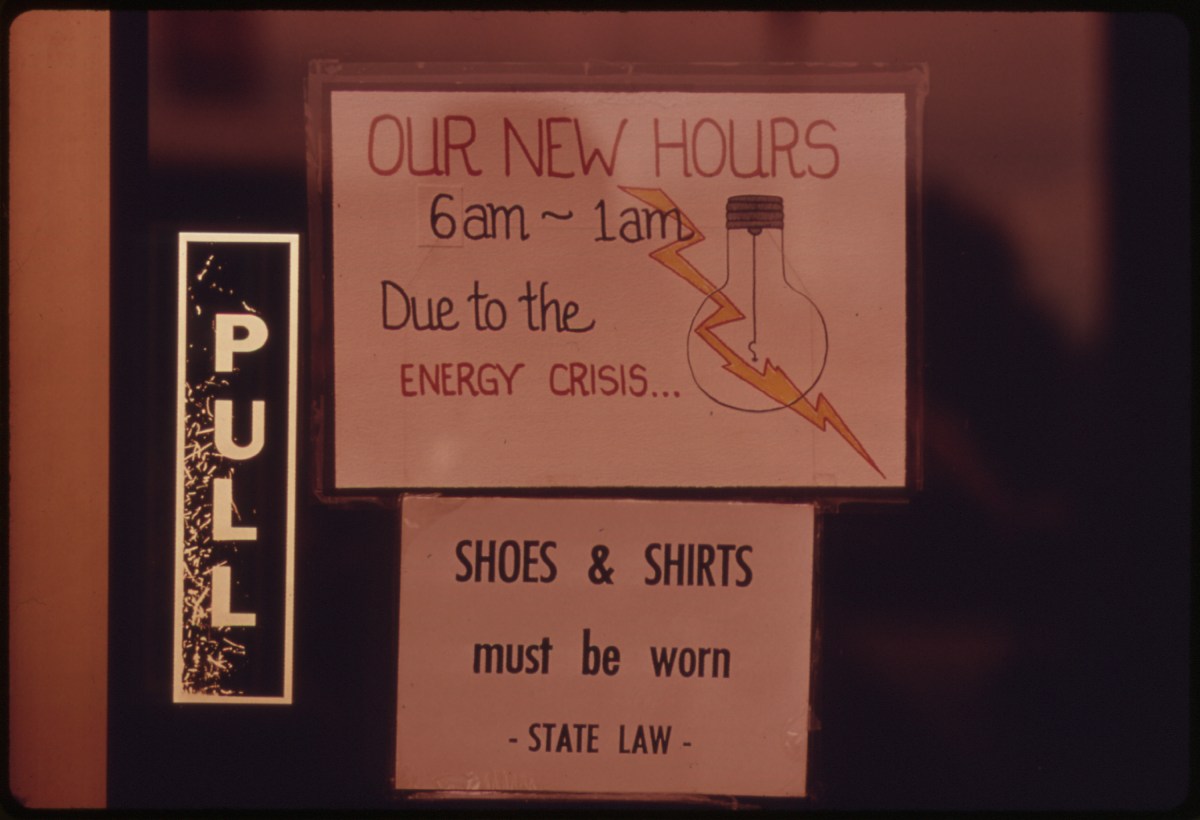 OUR NEW HOURS
6am ~ 1am
Due to the
ENERGY CRISIS...
PULL
SHOES & SHIRTS
must be worn
- STATE LAW -